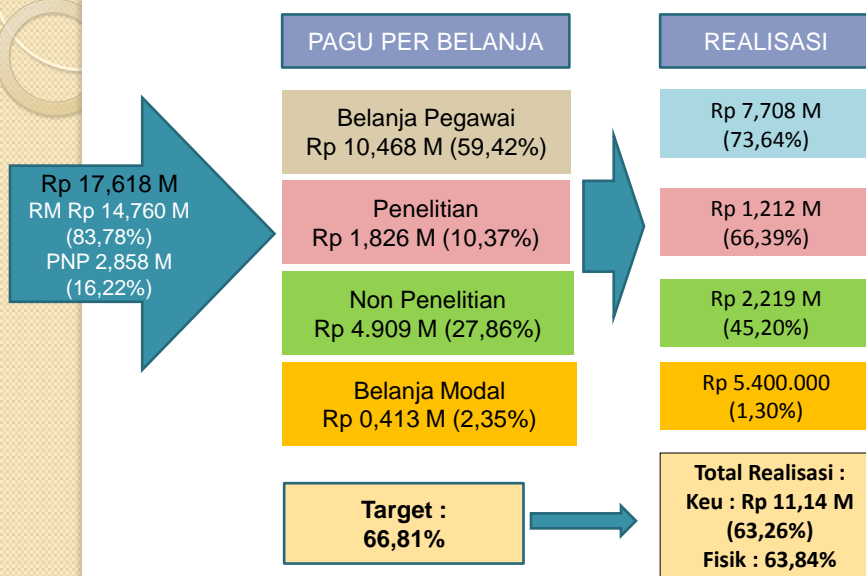 PAGU PER BELANJA
REALISASI
Rp 17,618 M
RM Rp 14,760 M
(83,78%)
PNP 2,858 M
(16,22%)
Belanja Pegawai
Rp 10,468 M (59,42%)
Rp 7,708 M
(73,64%)
Penelitian
Rp 1,826 M (10,37%)
Rp 1,212 M
(66,39%)
Non Penelitian
Rp 4.909 M (27,86%)
Rp 2,219 M
(45,20%)
Belanja Modal
Rp 0,413 M (2,35%)
Rp 5.400.000
(1,30%)
Target :
66,81%
Total Realisasi :
Keu : Rp 11,14 M
(63,26%)
Fisik : 63,84%